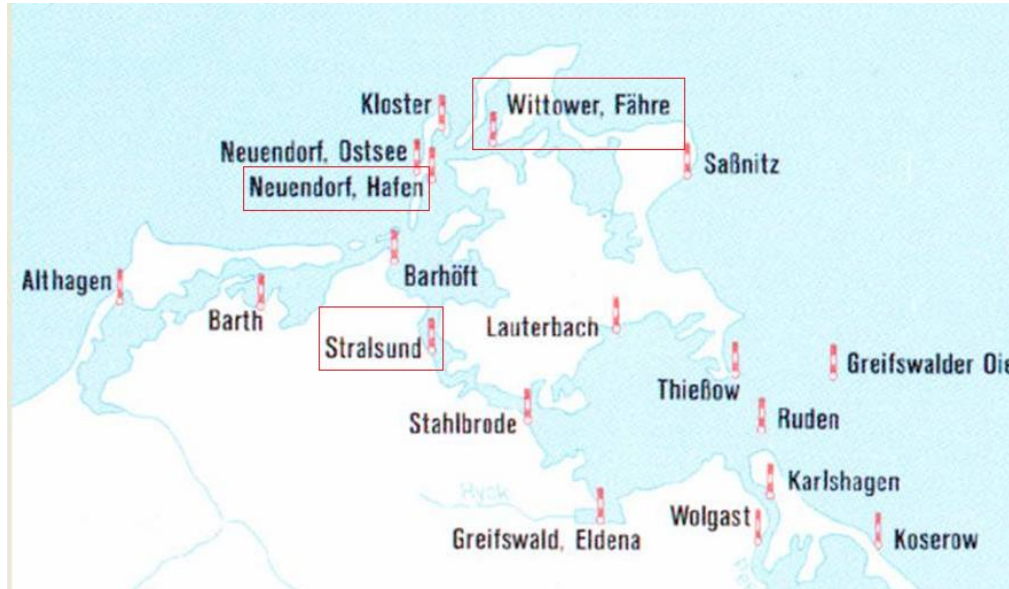 Kloster
Wittower, Fähre
Neuendorf, Ostsee
Saßnitz
Neuendorf, Hafen
Barhöft
Althagen
Barth
Lauterbach
Stralsund
Thießow
Greifswalder Oie
Stahlbrode
Ruden
Karlshagen
Ryck
Wolgast
Greifswald, Eldena
Koserow